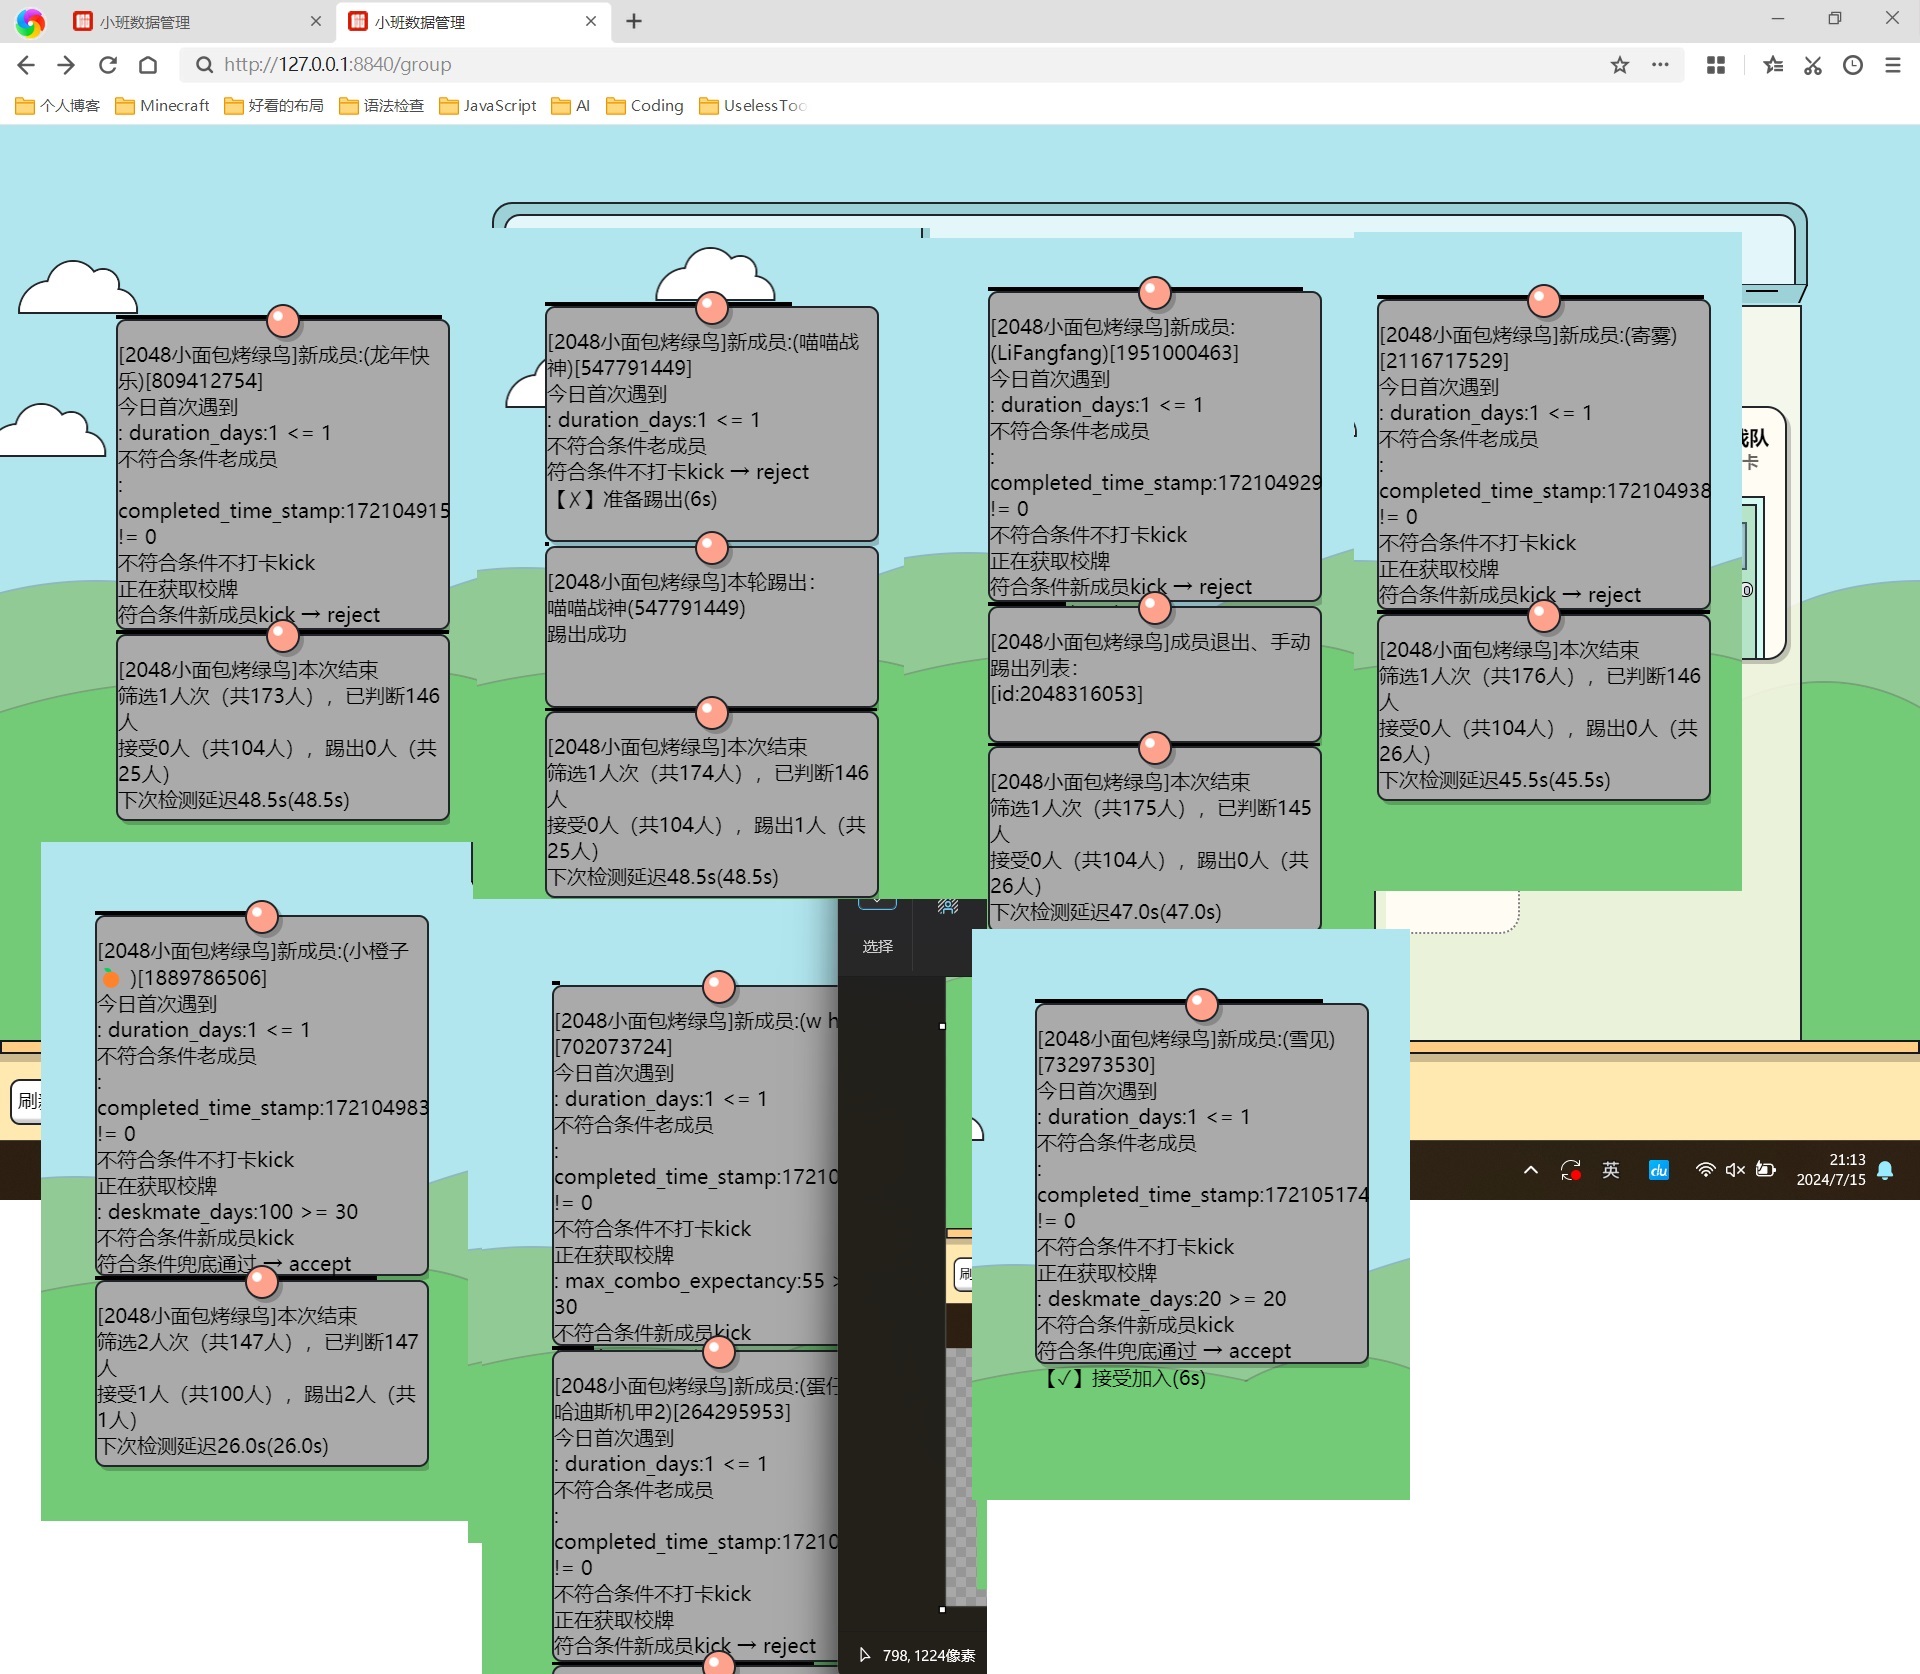 小班数据管理
小班数据管理
http://127.0.0.1:8840/group
个人博客
Minecraft
好看的布局
语法检查
JavaScript
AI
Coding
UselessToo
[2048小面包烤绿鸟]新成员:(龙年快
乐)[809412754]
今日首次遇到
: duration_days:1 <= 1
不符合条件老成员
:
completed_time_stamp:172104915
!= 0
不符合条件不打卡kick
正在获取校牌
符合条件新成员kick → reject
[2048小面包烤绿鸟]本次结束
筛选1人次（共173人），已判断146
人
接受0人（共104人），踢出0人（共
25人）
下次检测延迟48.5s(48.5s)
[2048小面包烤绿鸟]新成员:(喵喵战
神)[547791449]
今日首次遇到
: duration_days:1 <= 1
不符合条件老成员
符合条件不打卡kick → reject
【✗】准备踢出(6s)
[2048小面包烤绿鸟]本轮踢出：
喵喵战神(547791449)
踢出成功
[2048小面包烤绿鸟]本次结束
筛选1人次（共174人），已判断146
人
接受0人（共104人），踢出1人（共
25人）
下次检测延迟48.5s(48.5s)
[2048小面包烤绿鸟]新成员:
(LiFangfang)[1951000463]
今日首次遇到
: duration_days:1 <= 1
不符合条件老成员
:
completed_time_stamp:172104929
!= 0
不符合条件不打卡kick
正在获取校牌
符合条件新成员kick → reject
[2048小面包烤绿鸟]成员退出、手动
踢出列表：
[id:2048316053]
[2048小面包烤绿鸟]本次结束
筛选1人次（共175人），已判断145
人
接受0人（共104人），踢出0人（共
26人）
下次检测延迟47.0s(47.0s)
[2048小面包烤绿鸟]新成员:(寄雾)
[2116717529]
今日首次遇到
: duration_days:1 <= 1
不符合条件老成员
:
completed_time_stamp:172104938
!= 0
不符合条件不打卡kick
正在获取校牌
符合条件新成员kick → reject
[2048小面包烤绿鸟]本次结束
筛选1人次（共176人），已判断146
人
接受0人（共104人），踢出0人（共
26人）
下次检测延迟45.5s(45.5s)
队
卡
[2048小面包烤绿鸟]新成员:(小橙子
🍊 )[1889786506]
今日首次遇到
: duration_days:1 <= 1
不符合条件老成员
:
completed_time_stamp:172104983
!= 0
不符合条件不打卡kick
正在获取校牌
: deskmate_days:100 >= 30
不符合条件新成员kick
符合条件兜底通过 → accept
[2048小面包烤绿鸟]本次结束
筛选2人次（共147人），已判断147
人
接受1人（共100人），踢出2人（共
1人）
下次检测延迟26.0s(26.0s)
刷
[2048小面包烤绿鸟]新成员:(w h
[702073724]
今日首次遇到
: duration_days:1 <= 1
不符合条件老成员
:
completed_time_stamp:17210
!= 0
不符合条件不打卡kick
正在获取校牌
: max_combo_expectancy:55 >
30
不符合条件新成员kick
[2048小面包烤绿鸟]新成员:(蛋仔
哈迪斯机甲2)[264295953]
今日首次遇到
: duration_days:1 <= 1
不符合条件老成员
:
completed_time_stamp:17210
!= 0
不符合条件不打卡kick
正在获取校牌
符合条件新成员kick → reject
选择
刷
798, 1224像素
[2048小面包烤绿鸟]新成员:(雪见)
[732973530]
今日首次遇到
: duration_days:1 <= 1
不符合条件老成员
:
completed_time_stamp:172105174
!= 0
不符合条件不打卡kick
正在获取校牌
: deskmate_days:20 >= 20
不符合条件新成员kick
符合条件兜底通过 → accept
【✓】接受加入(6s)
英
du
21:13
2024/7/15